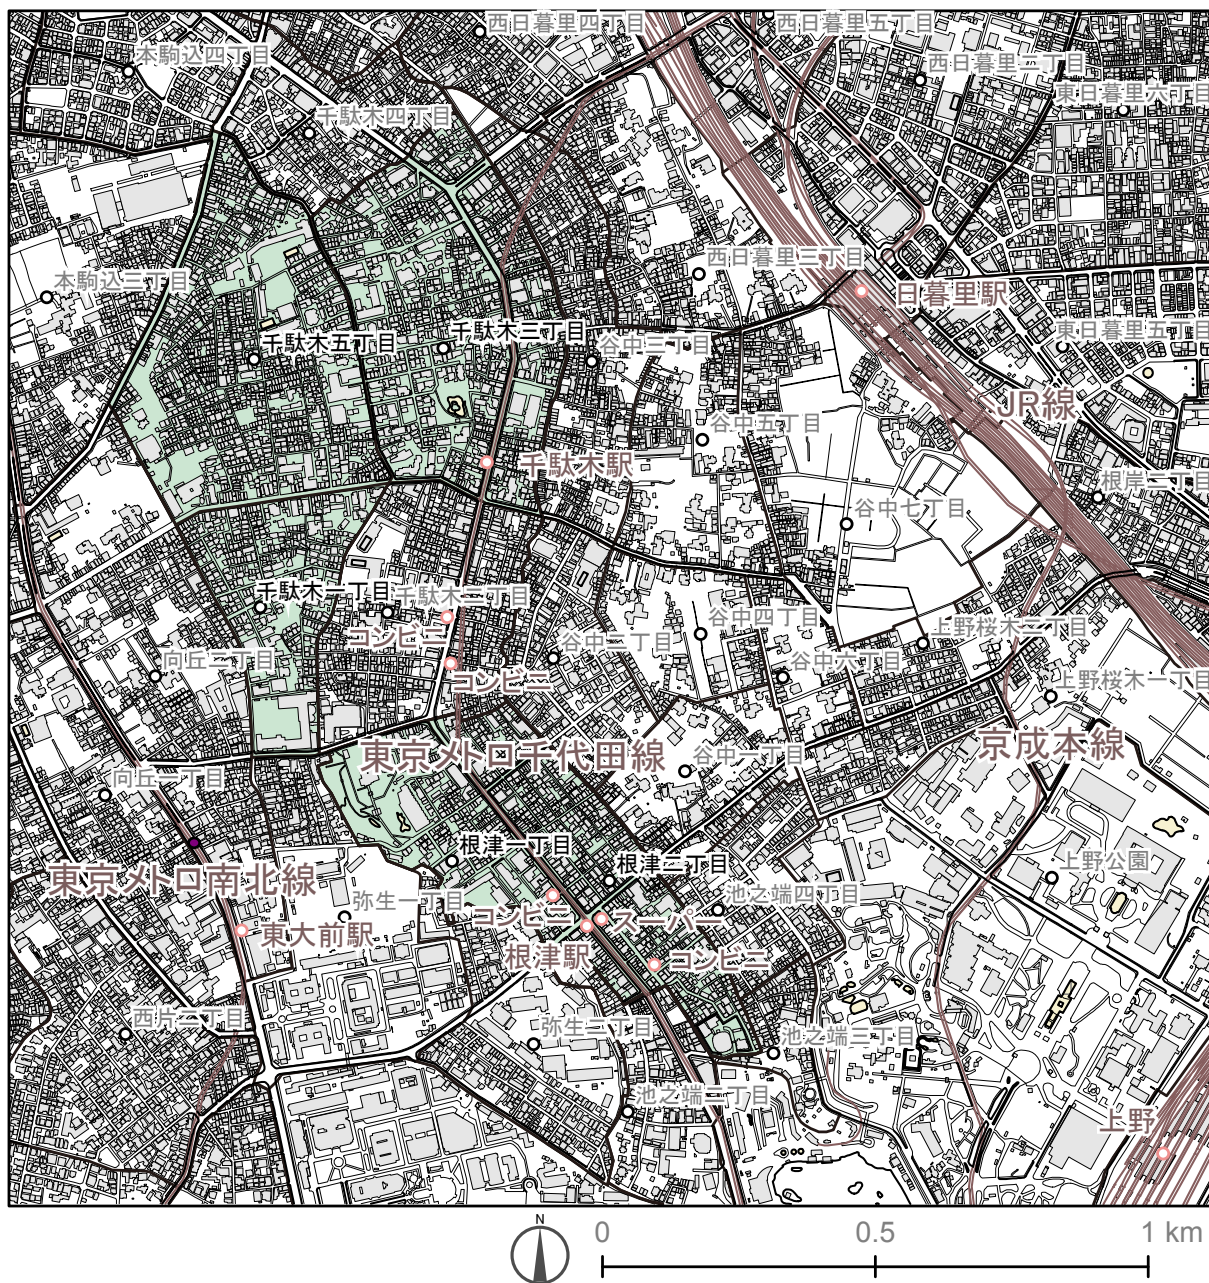 西日暮里四丁目
西日暮里五丁目
本駒込四丁目
西日暮里二丁目
東日暮里六丁目
千駄木四丁目
西日暮里三丁目
本駒込三丁目
日暮里駅
東日暮里五丁目
千駄木五丁目
千駄木三丁目
谷中三丁目
JR線
谷中五丁目
千駄木駅
根岸二丁目
谷中七丁目
千駄木一丁目
千駄木二丁目
谷中四丁目
上野桜木二丁目
コンビニ
谷中二丁目
向丘二丁目
谷中六丁目
コンビニ
上野桜木一丁目
東京メトロ千代田線
谷中一丁目
京成本線
向丘一丁目
根津一丁目
根津二丁目
上野公園
東京メトロ南北線
弥生一丁目
池之端四丁目
コンビニ
スーパー
東大前駅
根津駅
コンビニ
西片二丁目
弥生二丁目
池之端三丁目
池之端二丁目
上野
N
0
0.5
1 km